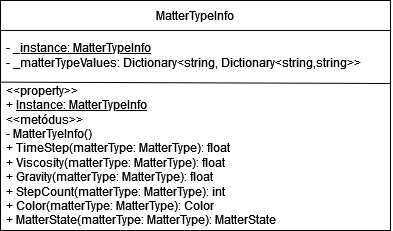 MatterTypeInfo
- _instance: MatterTypeInfo
- _matterTypeValues: Dictionary<string, Dictionary<string,string>>
<<property>>
+ Instance: MatterTypeInfo
<<metódus>>
- MatterTyeInfo()
+ TimeStep(matterType: MatterType): float
+ Viscosity(matterType: MatterType): float
+ Gravity(matterType: MatterType): float
+ StepCount(matterType: MatterType): int
+ Color(matterType: MatterType): Color
+ MatterState(matterType: MatterType): MatterState